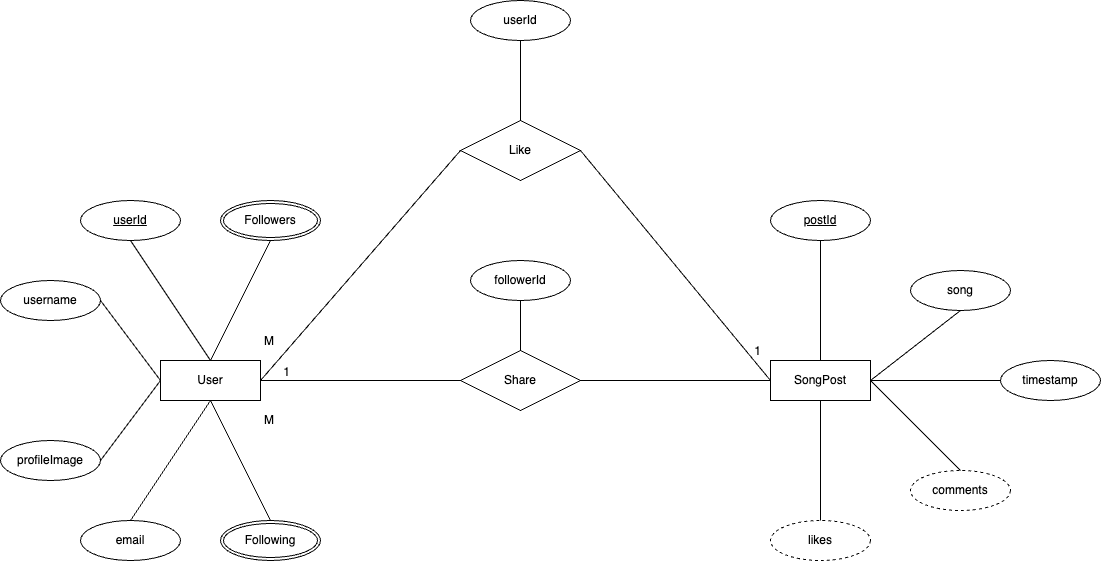 userId
Like
userId
Followers
postId
followerId
song
username
M
1
1
User
Share
SongPost
timestamp
M
profileImage
comments
email
Following
likes